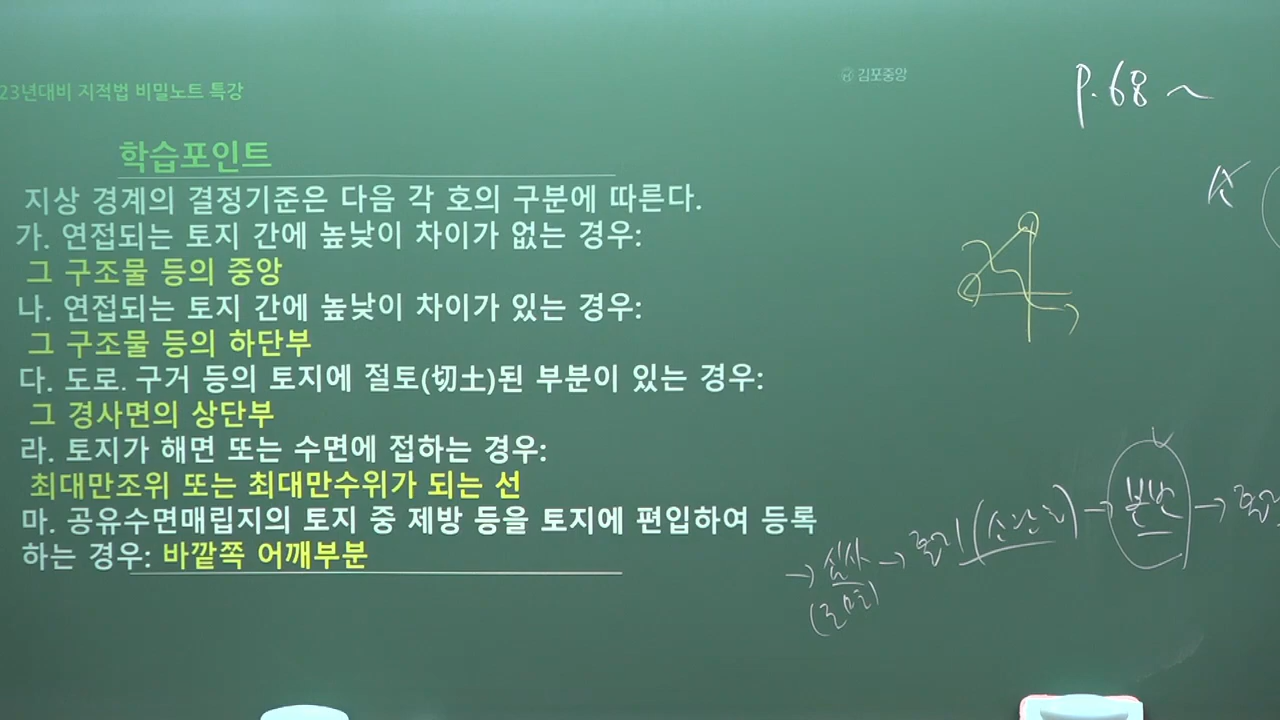 23년대비 지적법 비밀노트 특강
김포중앙
P.68 ~
학습포인트
지상 경계의 결정기준은 다음 각 호의 구분에 따른다.
가. 연접되는 토지 간에 높낮이 차이가 없는 경우:
그 구조물 등의 중앙
나. 연접되는 토지 간에 높낮이 차이가 있는 경우:
그 구조물 등의 하단부
다. 도로. 구거 등의 토지에 절토(切土)된 부분이 있는 경우:
그 경사면의 상단부
라. 토지가 해면 또는 수면에 접하는 경우:
최대만조위 또는 최대만수위가 되는 선
마. 공유수면매립지의 토지 중 제방 등을 토지에 편입하여 등록
하는 경우: 바깥쪽 어깨부분
→ 심사 → → 본번 →